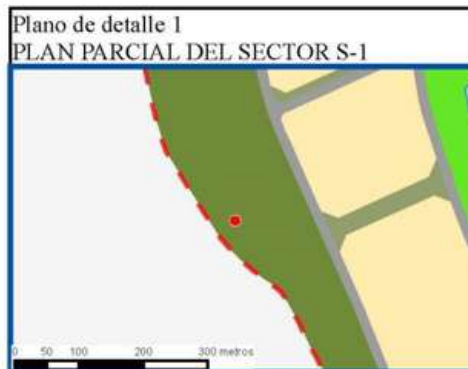 Plano de detalle 1
PLAN PARCIAL DEL SECTOR S-1
0 50 100 200 300 metros